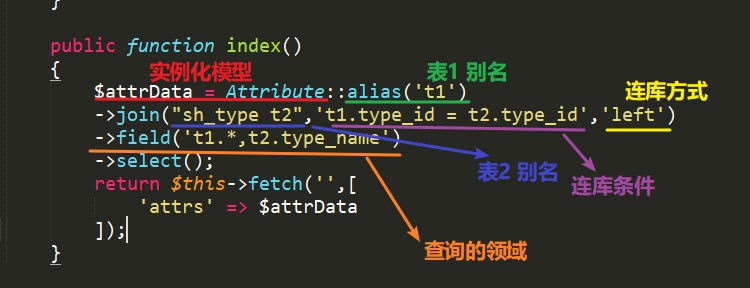 }
public function index()
{
实例化模型
表1 别名
连库方式
$attrData = Attribute::alias('t1')
->join("sh_type t2",'t1.type_id = t2.type_id','left')
->field('t1.*,t2.type_name')
->select();
表2 别名
连库条件
return $this->fetch('',[
'attrs' => $attrData
]);
查询的领域
}